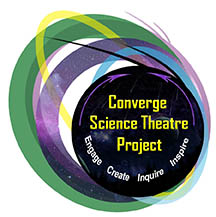 Converge
Science Theatre
Project
Engage Create Inquire Inspire